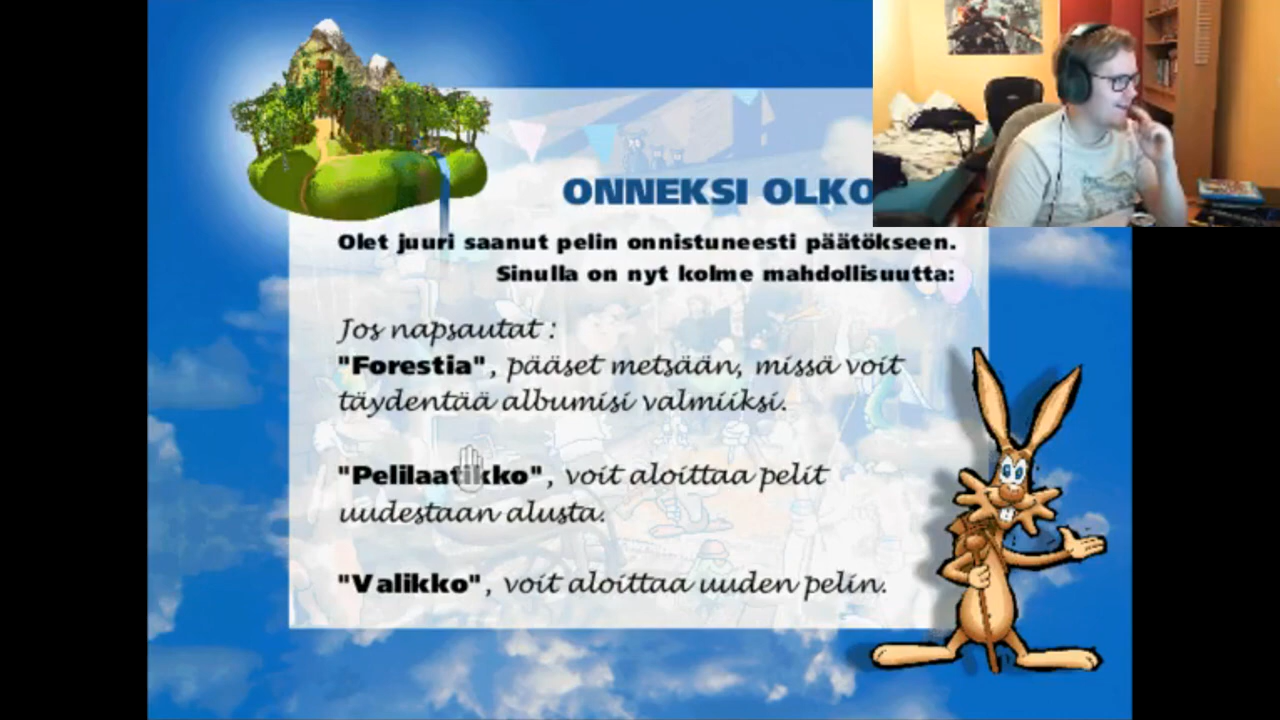 ONNEKSI OLKO
Olet juuri saanut pelin onnistuneesti päätökseen.
Sinulla on nyt kolme mahdollisuutta:
Jos napsautat :
"Forestia", pääset metsään, missä voit
täydentää albumisi valmiiksi.
"Pelilaatikko", voit aloittaa pelit
uudestaan alusta.
"Valikko", voit aloittaa uuden pelin.